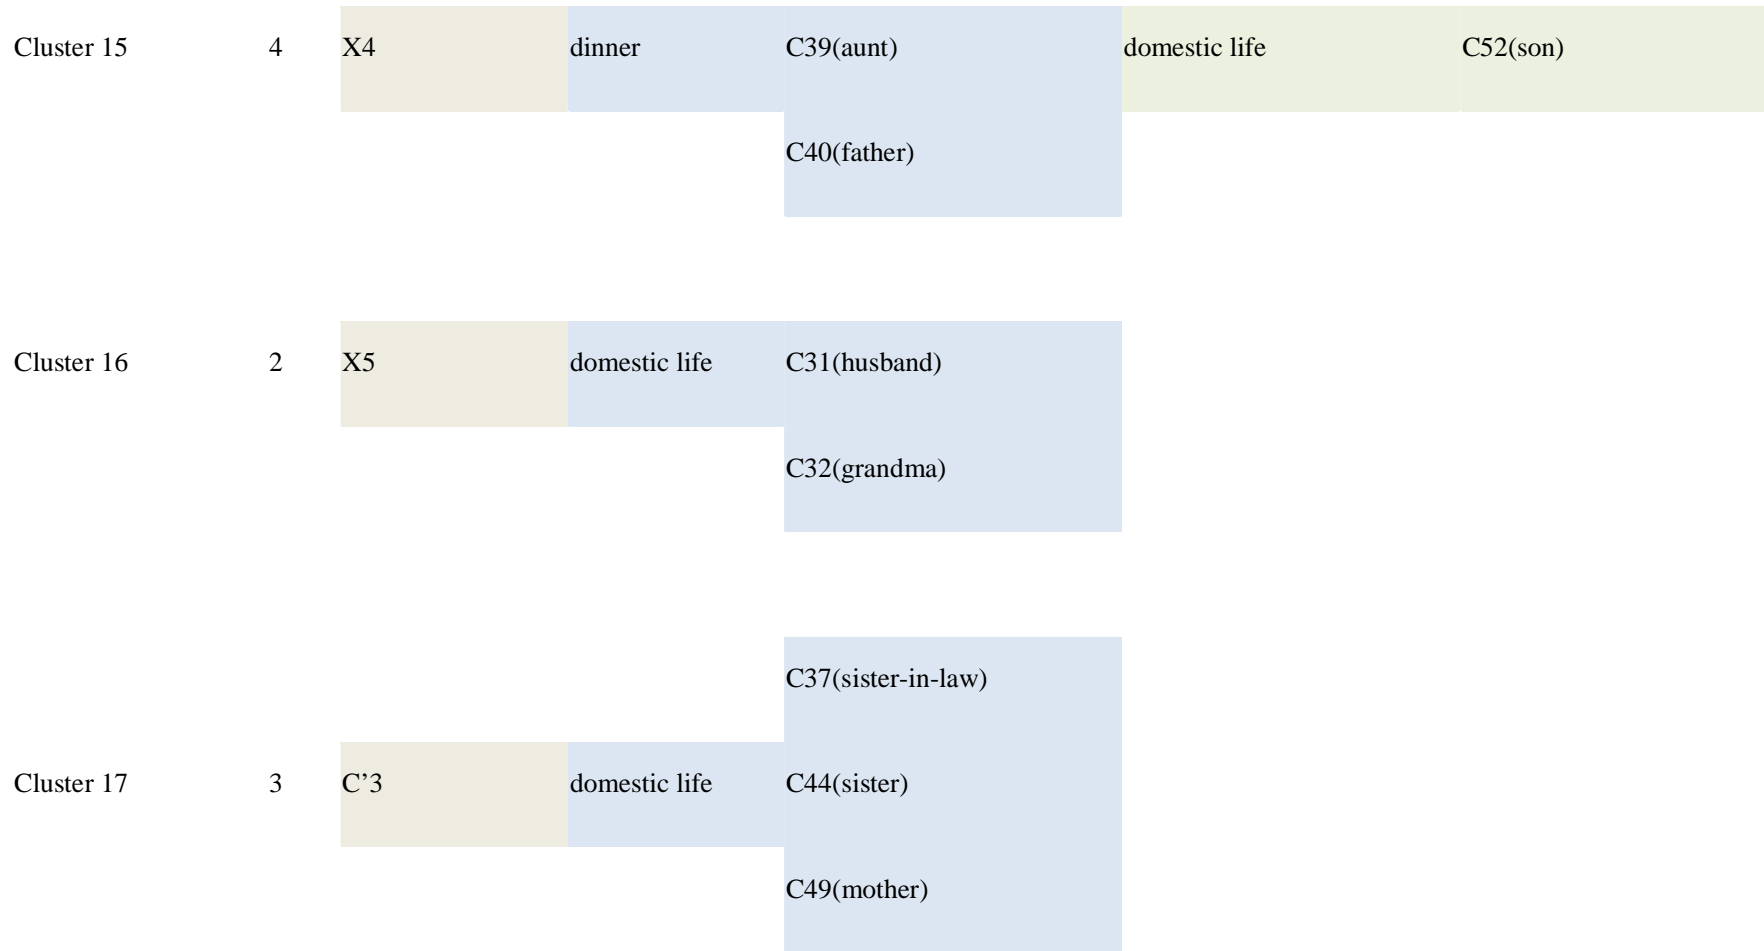 Cluster 15 4 X4 dinner C39(aunt) domestic life C52(son)
C40(father)
Cluster 16 2 X5 domestic life C31(husband)
C32(grandma)
C37(sister-in-law)
Cluster 17 3 C’3 domestic life C44(sister)
C49(mother)